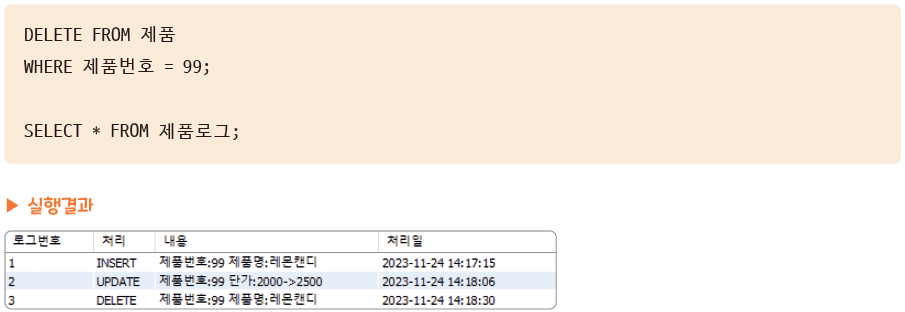 DELETE FROM 제품
WHERE 제품번호 = 99;
SELECT * FROM 제품로그;
▶ 실행결과
로그번호 처리 내용 처리일
1 INSERT 제품번호:99 제품명:레몬캔디 2023-11-24 14:17:15
2 UPDATE 제품번호:99 단가:2000->2500 2023-11-24 14:18:06
3 DELETE 제품번호:99 제품명:레몬캔디 2023-11-24 14:18:30